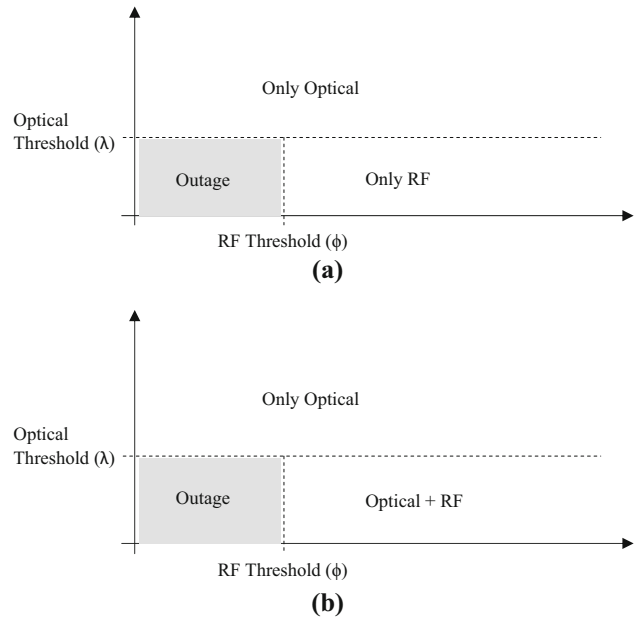 Only Optical
Optical
Threshold (λ)
Outage
Only RF
RF Threshold (ϕ)
(a)
Only Optical
Optical
Threshold (λ)
Outage
Optical + RF
RF Threshold (ϕ)
(b)